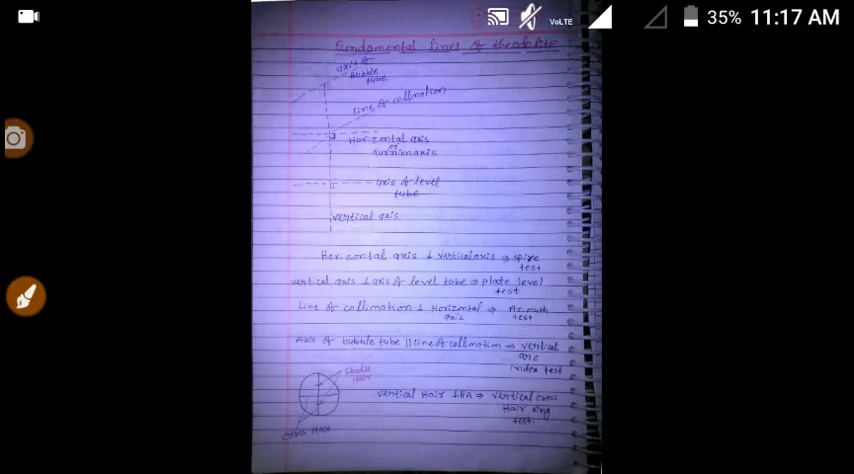 VoLTE 35% 11:17 AM
Fundamental lines of theodolite
axis of
Bubble
tube
Line of collimation
Horizontal axis
or
axis of level
tube
vertical axis
Horizontal axis ⊥ vertical axis ⇒ spire
test
vertical axis ⊥ axis of level tube ⇒ plate level
test
Line of collimation ⊥ Horizontal ⇒ Azimuth
axis test
Axis of bubble tube || Line of collimation ⇒ vertical
arc
index test
Stadia
Hair
vertical Hair ⊥ HA ⇒ vertical cross
Hair ring
test.
Cross Hair